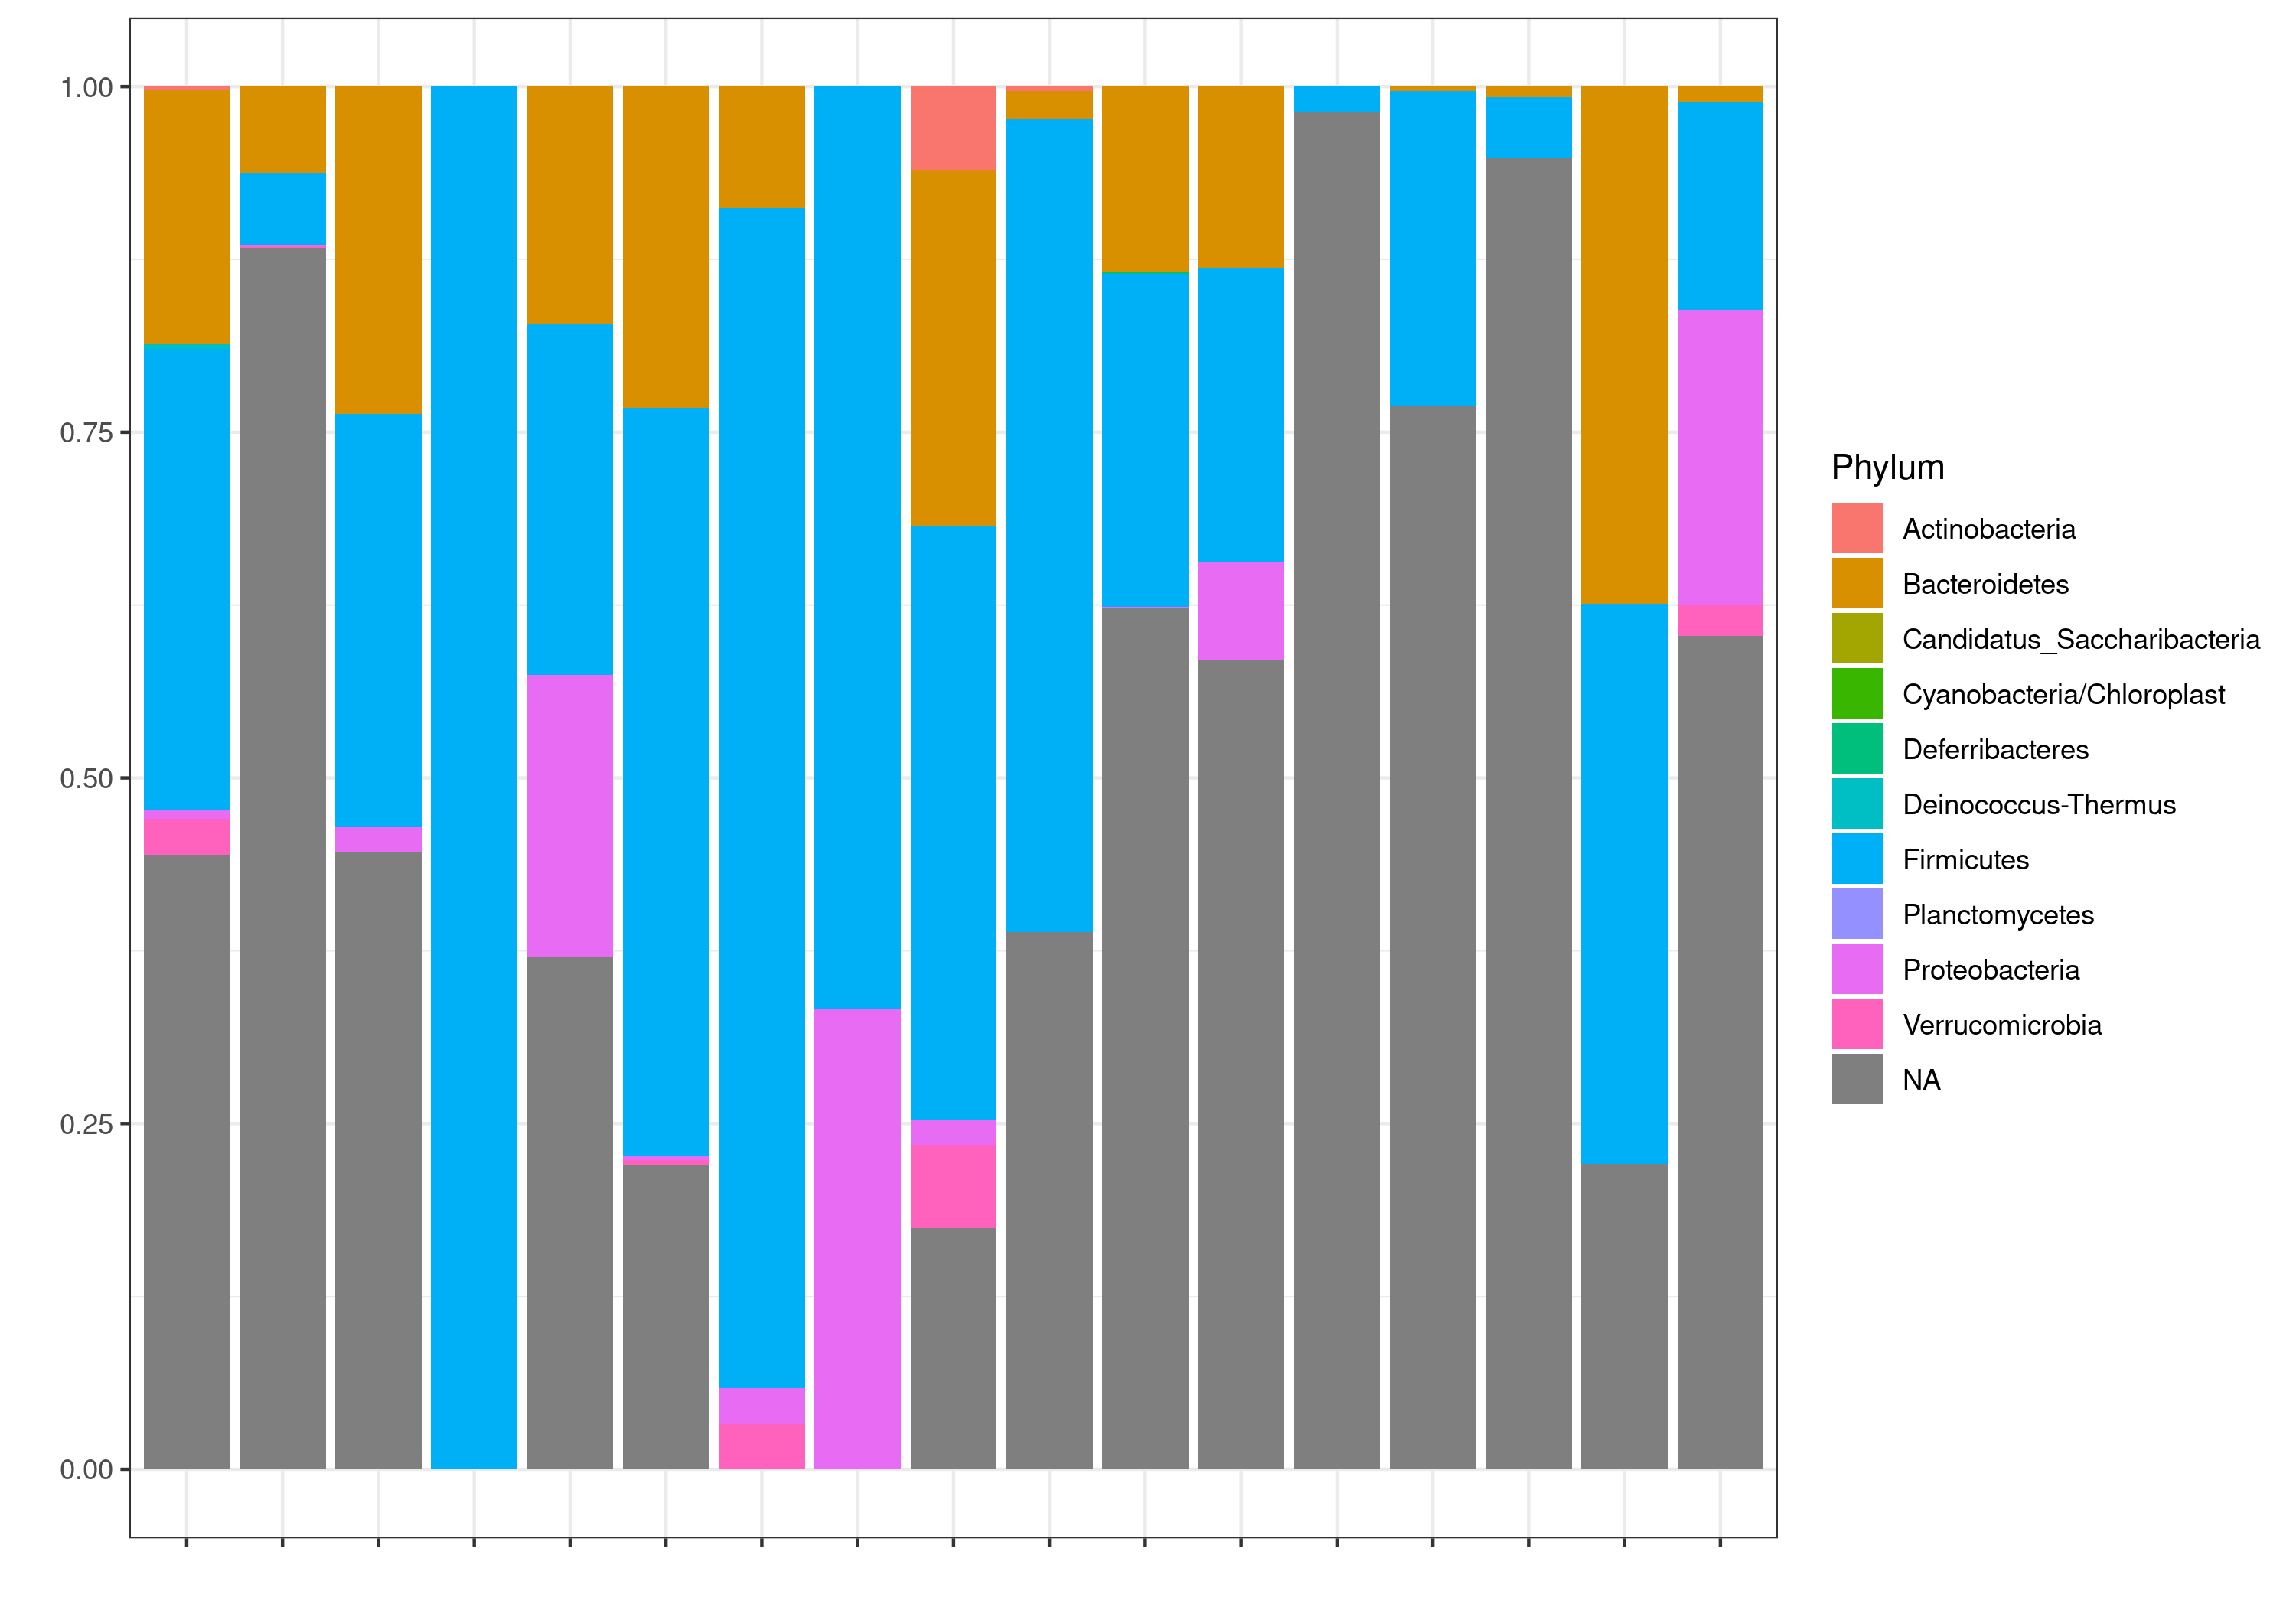 1.00
0.75
0.50
0.25
0.00
Phylum
Actinobacteria
Bacteroidetes
Candidatus_Saccharibacteria
Cyanobacteria/Chloroplast
Deferribacteres
Deinococcus-Thermus
Firmicutes
Planctomycetes
Proteobacteria
Verrucomicrobia
NA